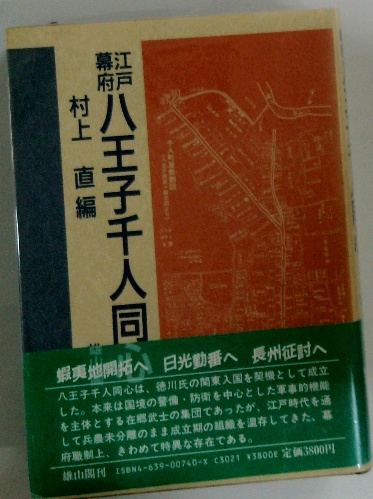 江戸
幕府
八王子千人同心
村上 直編
蝦夷地開拓へ 日光勤番へ 長州征討へ
八王子千人同心は、徳川氏の関東入国を契機として成立
した。本来は国境の警備・防衛を中心とした軍事的機能
を主体とする在郷武士の集団であったが、江戸時代を通
して兵農未分離のまま成立期の組織を温存してきた、幕
府職制上、きわめて特異な存在である。
雄山閣刊 ISBN4-639-00740-X C3021 ¥3800E 定価3800円